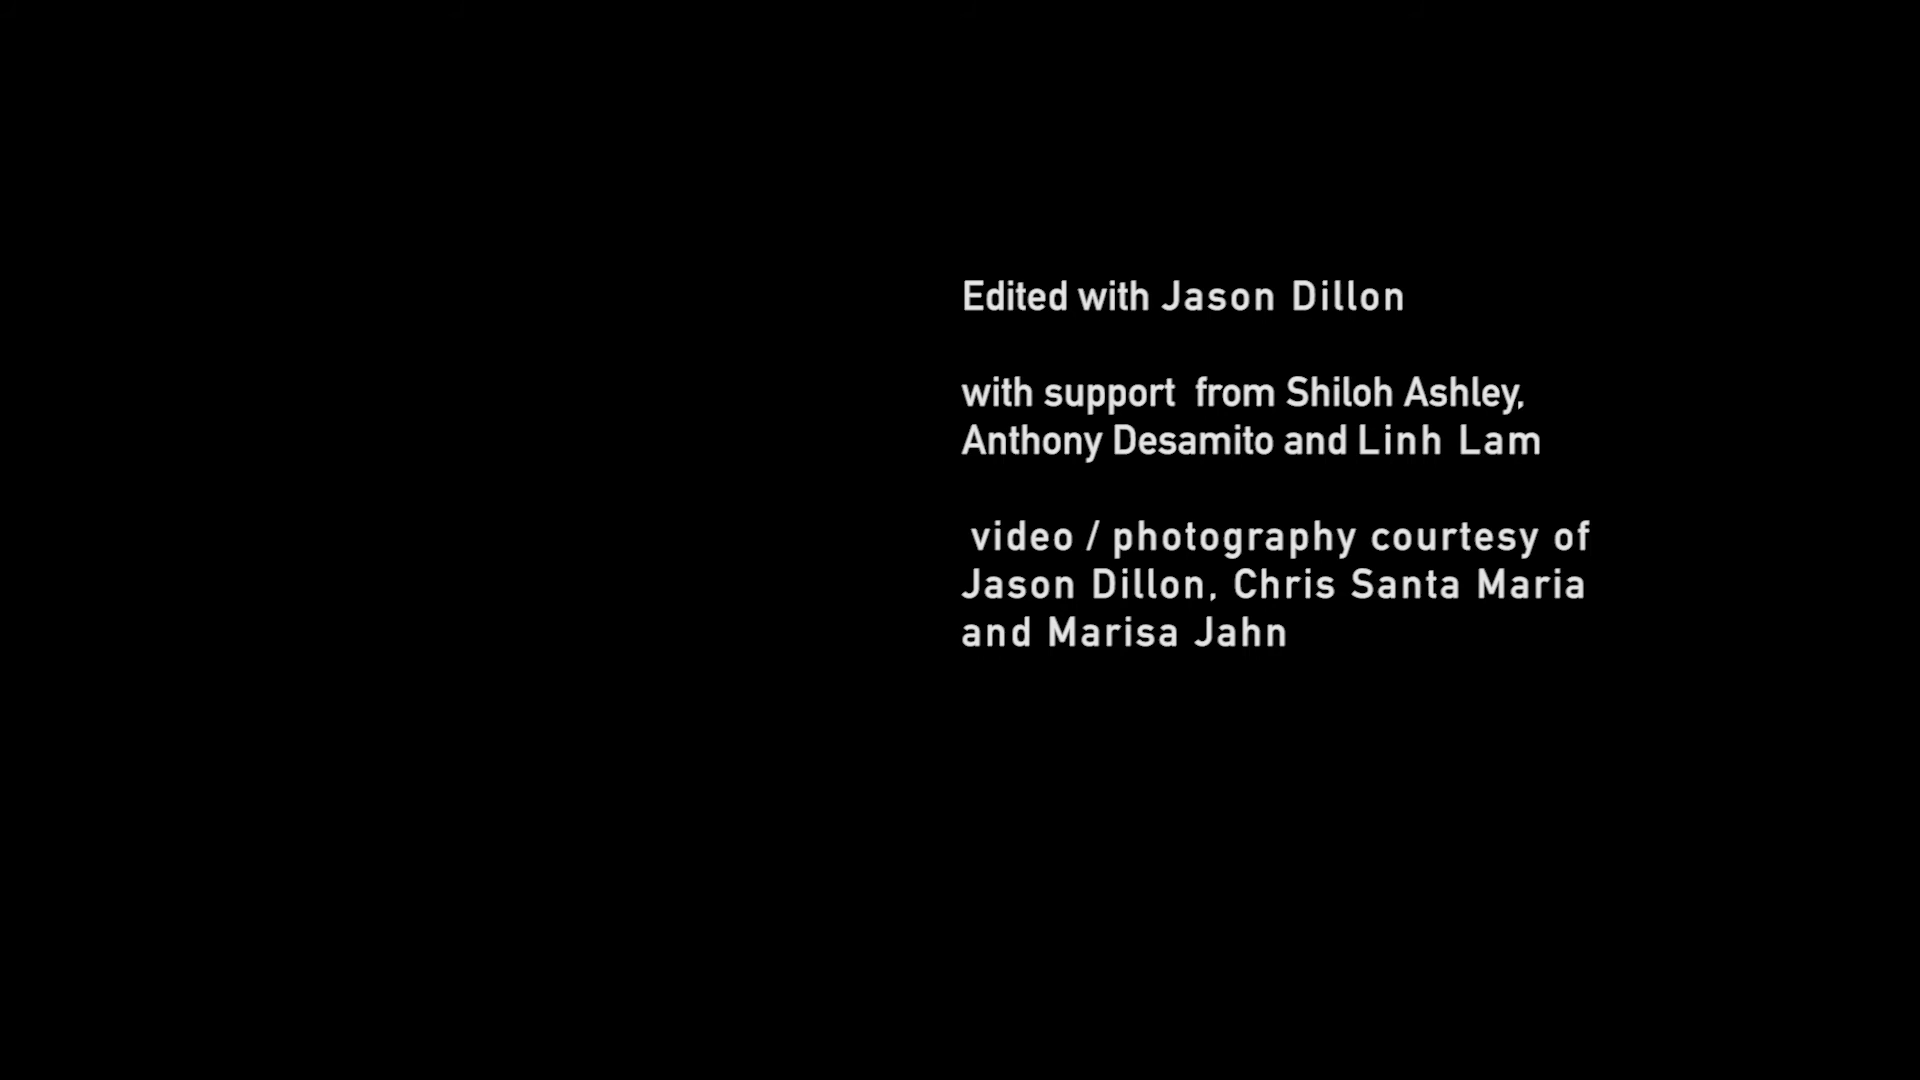 Edited with Jason Dillon
with support  from Shiloh Ashley,
Anthony Desamito and Linh Lam
video / photography courtesy of
Jason Dillon, Chris Santa Maria
and Marisa Jahn